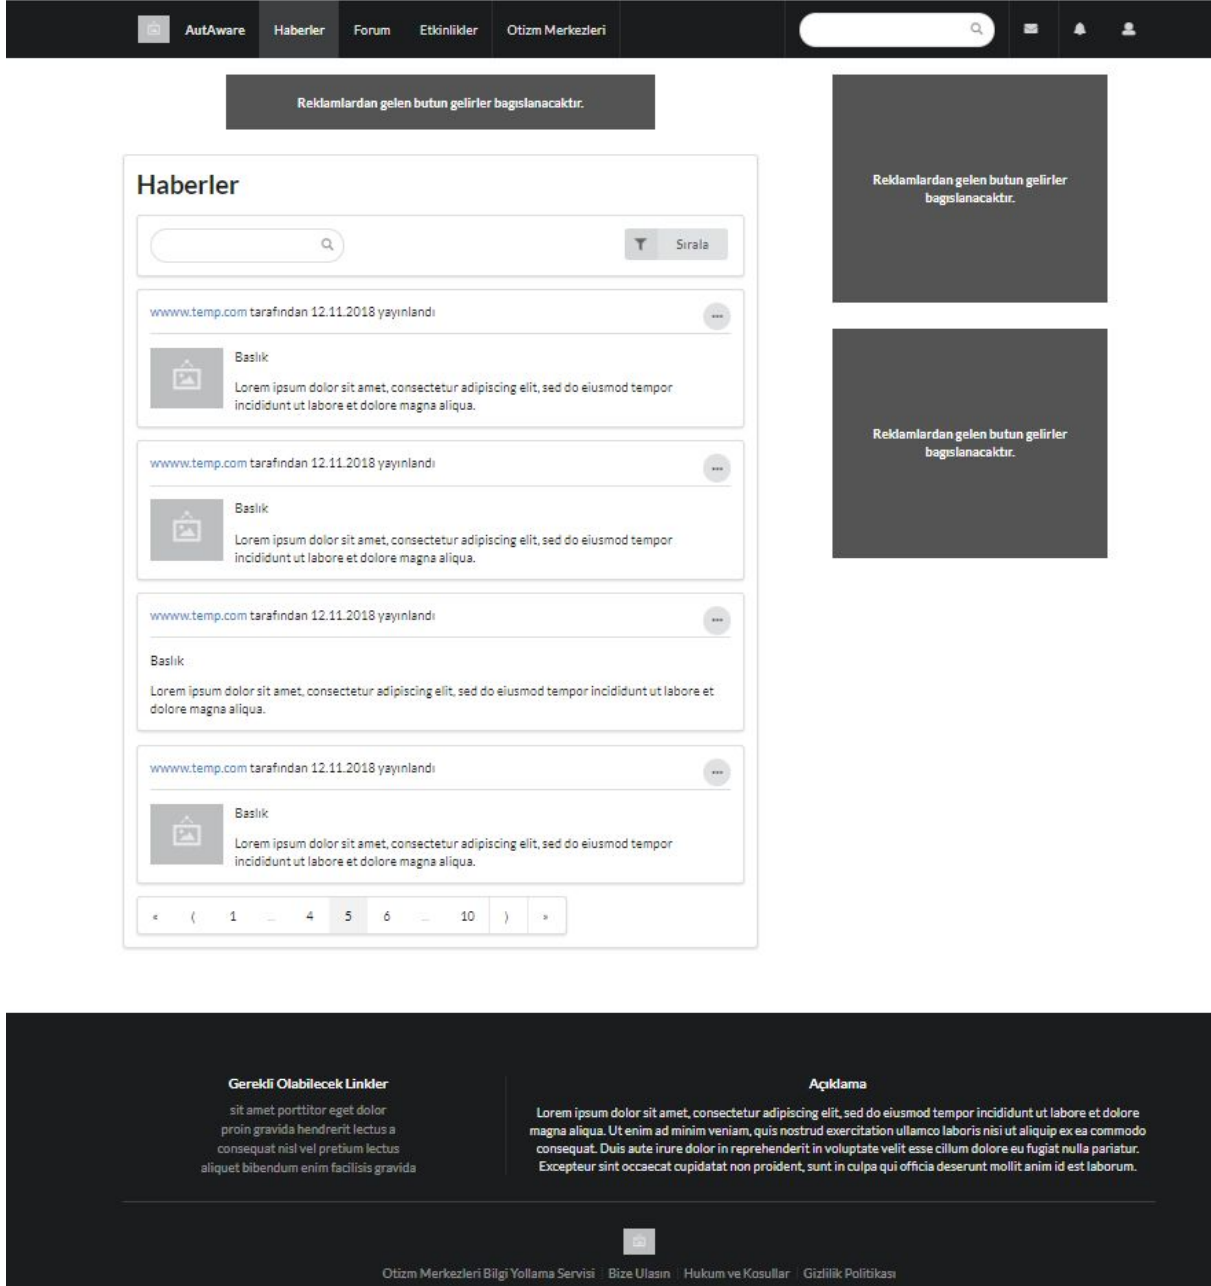 AutAware Haberler Forum Etkinlikler Otizm Merkezleri
Reklamlardan gelen butun gelirler bagıslanacaktır.
Reklamlardan gelen butun gelirler
bagıslanacaktır.
Haberler
Sırala
wwww.temp.com tarafından 12.11.2018 yayınlandı
Baslık
Lorem ipsum dolor sit amet, consectetur adipiscing elit, sed do eiusmod tempor
incididunt ut labore et dolore magna aliqua.
wwww.temp.com tarafından 12.11.2018 yayınlandı
Baslık
Lorem ipsum dolor sit amet, consectetur adipiscing elit, sed do eiusmod tempor
incididunt ut labore et dolore magna aliqua.
Reklamlardan gelen butun gelirler
bagıslanacaktır.
wwww.temp.com tarafından 12.11.2018 yayınlandı
Baslık
Lorem ipsum dolor sit amet, consectetur adipiscing elit, sed do eiusmod tempor incididunt ut labore et
dolore magna aliqua.
wwww.temp.com tarafından 12.11.2018 yayınlandı
Baslık
Lorem ipsum dolor sit amet, consectetur adipiscing elit, sed do eiusmod tempor
incididunt ut labore et dolore magna aliqua.
« ⟨ 1 ... 4 5 6 ... 10 ⟩ »
Gerekli Olabilecek Linkler
sit amet porttitor eget dolor
proin gravida hendrerit lectus a
consequat nisl vel pretium lectus
aliquet bibendum enim facilisis gravida
Açıklama
Lorem ipsum dolor sit amet, consectetur adipiscing elit, sed do eiusmod tempor incididunt ut labore et dolore
magna aliqua. Ut enim ad minim veniam, quis nostrud exercitation ullamco laboris nisi ut aliquip ex ea commodo
consequat. Duis aute irure dolor in reprehenderit in voluptate velit esse cillum dolore eu fugiat nulla pariatur.
Excepteur sint occaecat cupidatat non proident, sunt in culpa qui officia deserunt mollit anim id est laborum.
Otizm Merkezleri Bilgi Yollama Servisi Bize Ulasın Hukum ve Kosullar Gizlilik Politikası